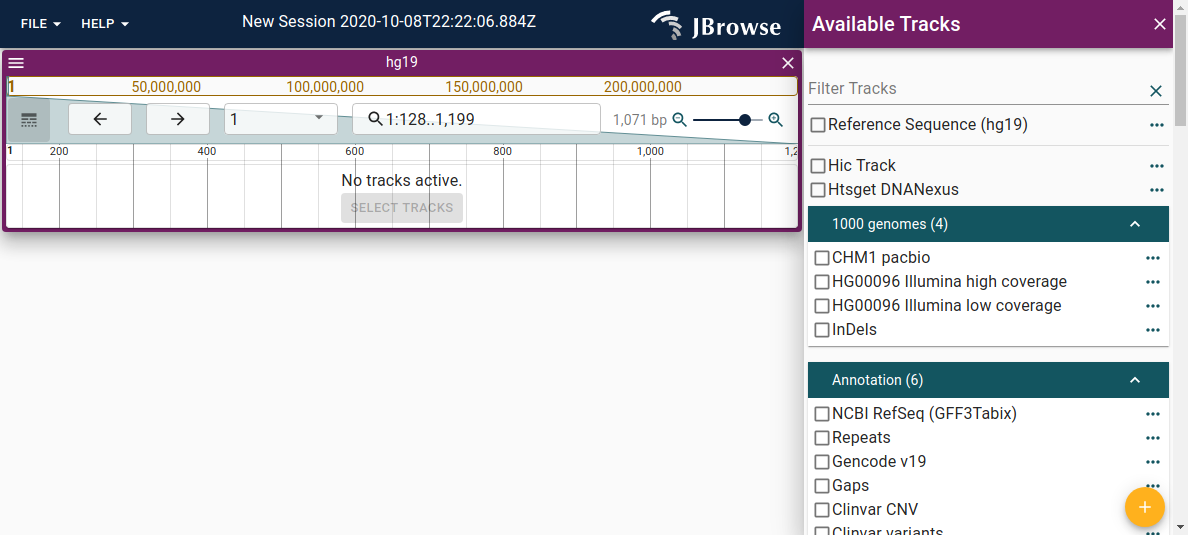 FILE HELP New Session 2020-10-08T22:22:06.884Z JBrowse
hg19
1 50,000,000 100,000,000 150,000,000 200,000,000
1 1:128..1,199 1,071 bp
1 200 400 600 800 1,000 1,2
No tracks active.
SELECT TRACKS
Available Tracks
Filter Tracks
Reference Sequence (hg19)
Hic Track
Htsget DNANexus
1000 genomes (4)
CHM1 pacbio
HG00096 Illumina high coverage
HG00096 Illumina low coverage
InDels
Annotation (6)
NCBI RefSeq (GFF3Tabix)
Repeats
Gencode v19
Gaps
Clinvar CNV
Clinvar variants